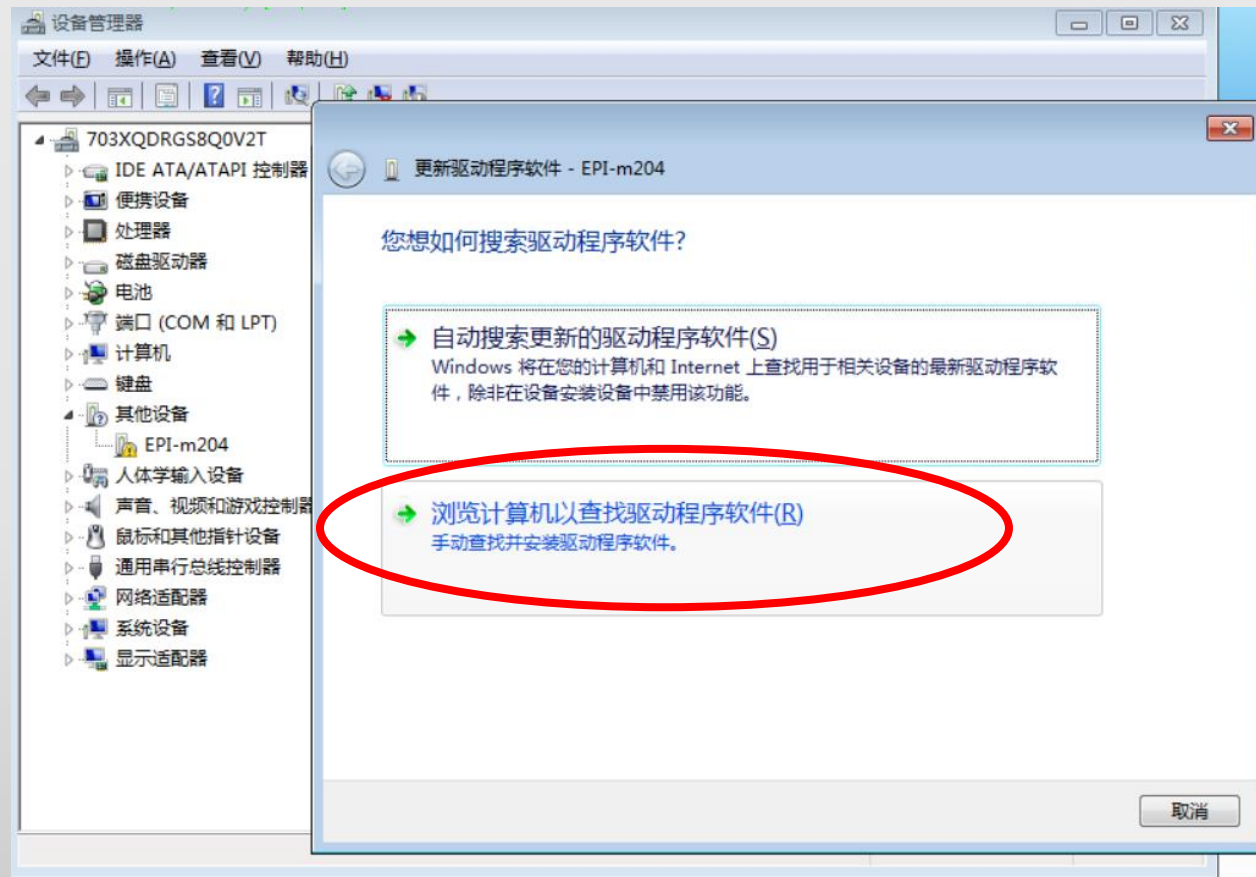 设备管理器
文件(F) 操作(A) 查看(V) 帮助(H)
703XQDRGS8Q0V2T
IDE ATA/ATAPI 控制器
便携设备
处理器
磁盘驱动器
电池
端口 (COM 和 LPT)
计算机
键盘
其他设备
EPI-m204
人体学输入设备
声音、视频和游戏控制器
鼠标和其他指针设备
通用串行总线控制器
网络适配器
系统设备
显示适配器
更新驱动程序软件 - EPI-m204
您想如何搜索驱动程序软件?
自动搜索更新的驱动程序软件(S)
Windows 将在您的计算机和 Internet 上查找用于相关设备的最新驱动程序软
件，除非在设备安装设备中禁用该功能。
浏览计算机以查找驱动程序软件(R)
手动查找并安装驱动程序软件。
取消